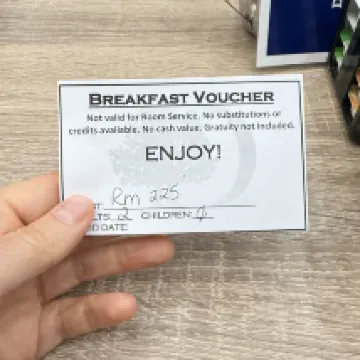 BREAKFAST VOUCHER
Not valid for Room Service. No substitutions or
credits available. No cash value. Gratuity not included.
ENJOY!
Rm 225
CHILDREN: